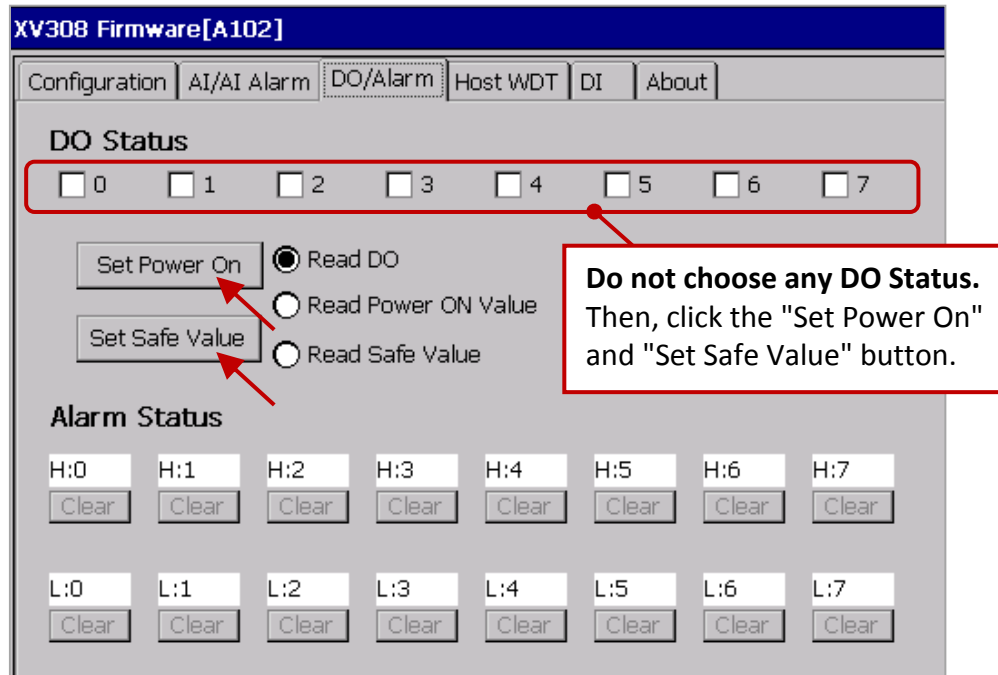 XV308 Firmware[A102]
Configuration AI/AI Alarm DO/Alarm Host WDT DI About
DO Status
0 1 2 3 4 5 6 7
Set Power On Read DO
Read Power ON Value
Set Safe Value Read Safe Value
Do not choose any DO Status.
Then, click the "Set Power On"
and "Set Safe Value" button.
Alarm Status
H:0 H:1 H:2 H:3 H:4 H:5 H:6 H:7
Clear Clear Clear Clear Clear Clear Clear Clear
L:0 L:1 L:2 L:3 L:4 L:5 L:6 L:7
Clear Clear Clear Clear Clear Clear Clear Clear